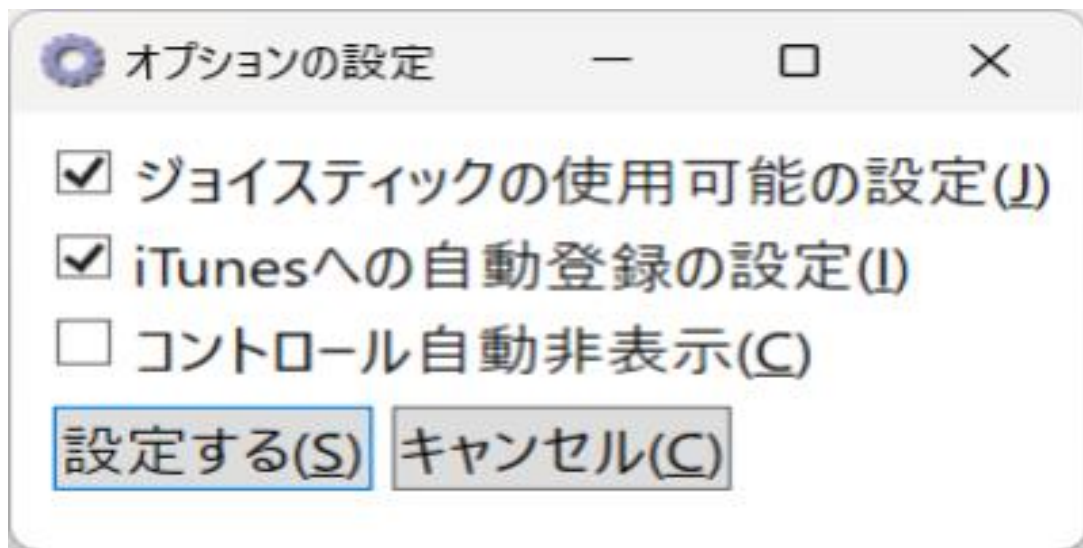 オプションの設定
ジョイスティックの使用可能の設定(J)
iTunesへの自動登録の設定(I)
コントロール自動非表示(C)
設定する(S) キャンセル(C)